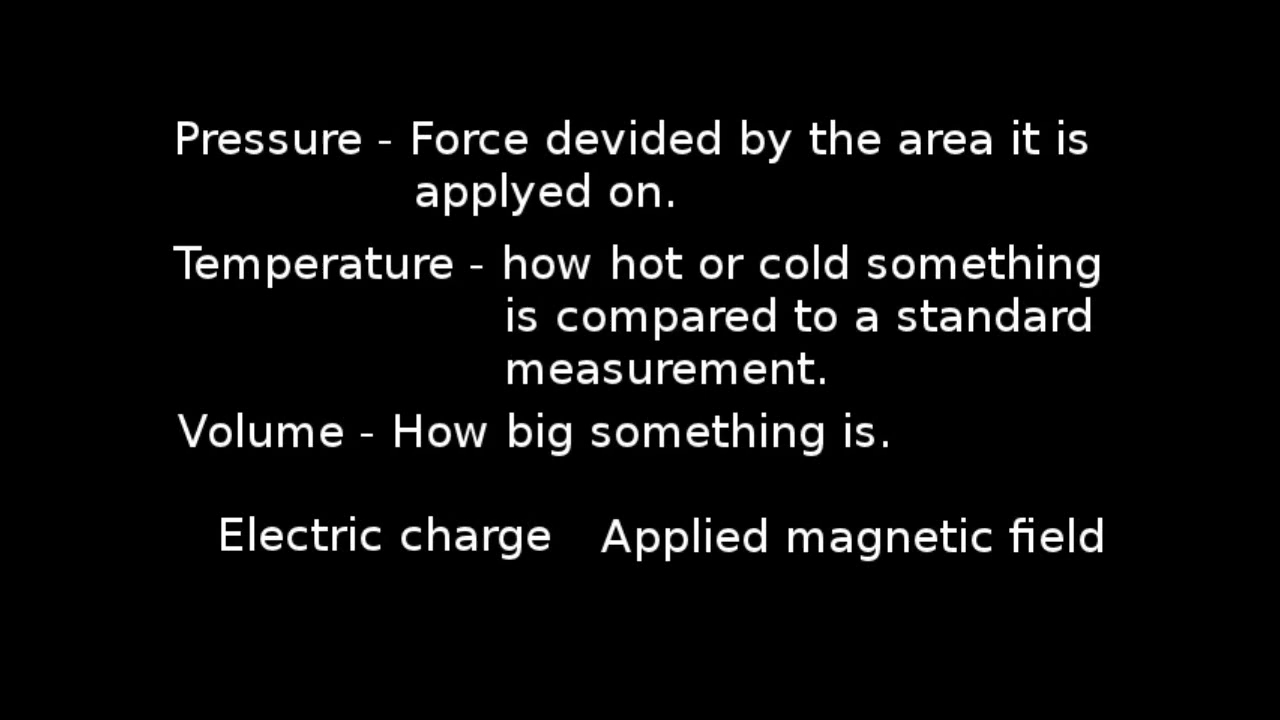 Pressure - Force devided by the area it is
applyed on.
Temperature - how hot or cold something
is compared to a standard
measurement.
Volume - How big something is.
Electric charge Applied magnetic field